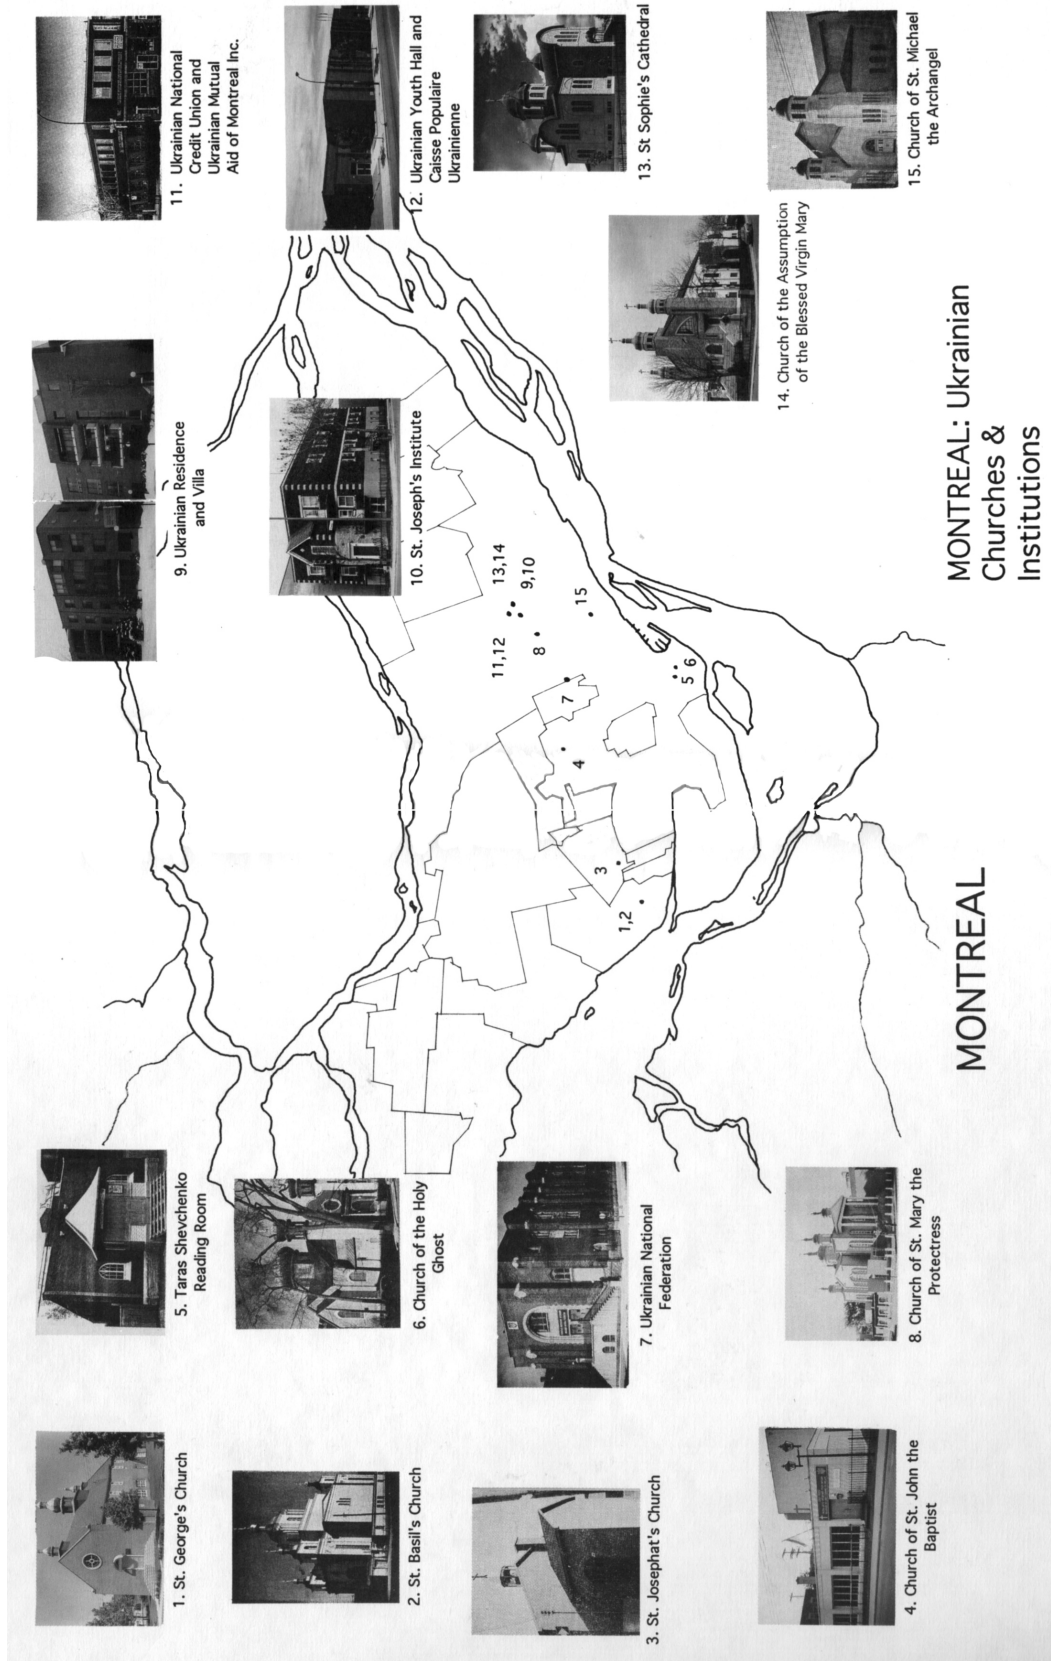 1. St. George's Church
2. St. Basil's Church
3. St. Josephat's Church
4. Church of St. John the
Baptist
5. Taras Shevchenko
Reading Room
6. Church of the Holy
Ghost
7. Ukrainian National
Federation
8. Church of St. Mary the
Protectress
9. Ukrainian Residence
and Villa
10. St. Joseph's Institute
11. Ukrainian National
Credit Union and
Ukrainian Mutual
Aid of Montreal Inc.
12. Ukrainian Youth Hall and
Caisse Populaire
Ukrainienne
13. St Sophie's Cathedral
14. Church of the Assumption
of the Blessed Virgin Mary
15. Church of St. Michael
the Archangel
1,2
3
4
7
8
11,12
13,14
9,10
15
5 6
MONTREAL
MONTREAL: Ukrainian
Churches &
Institutions